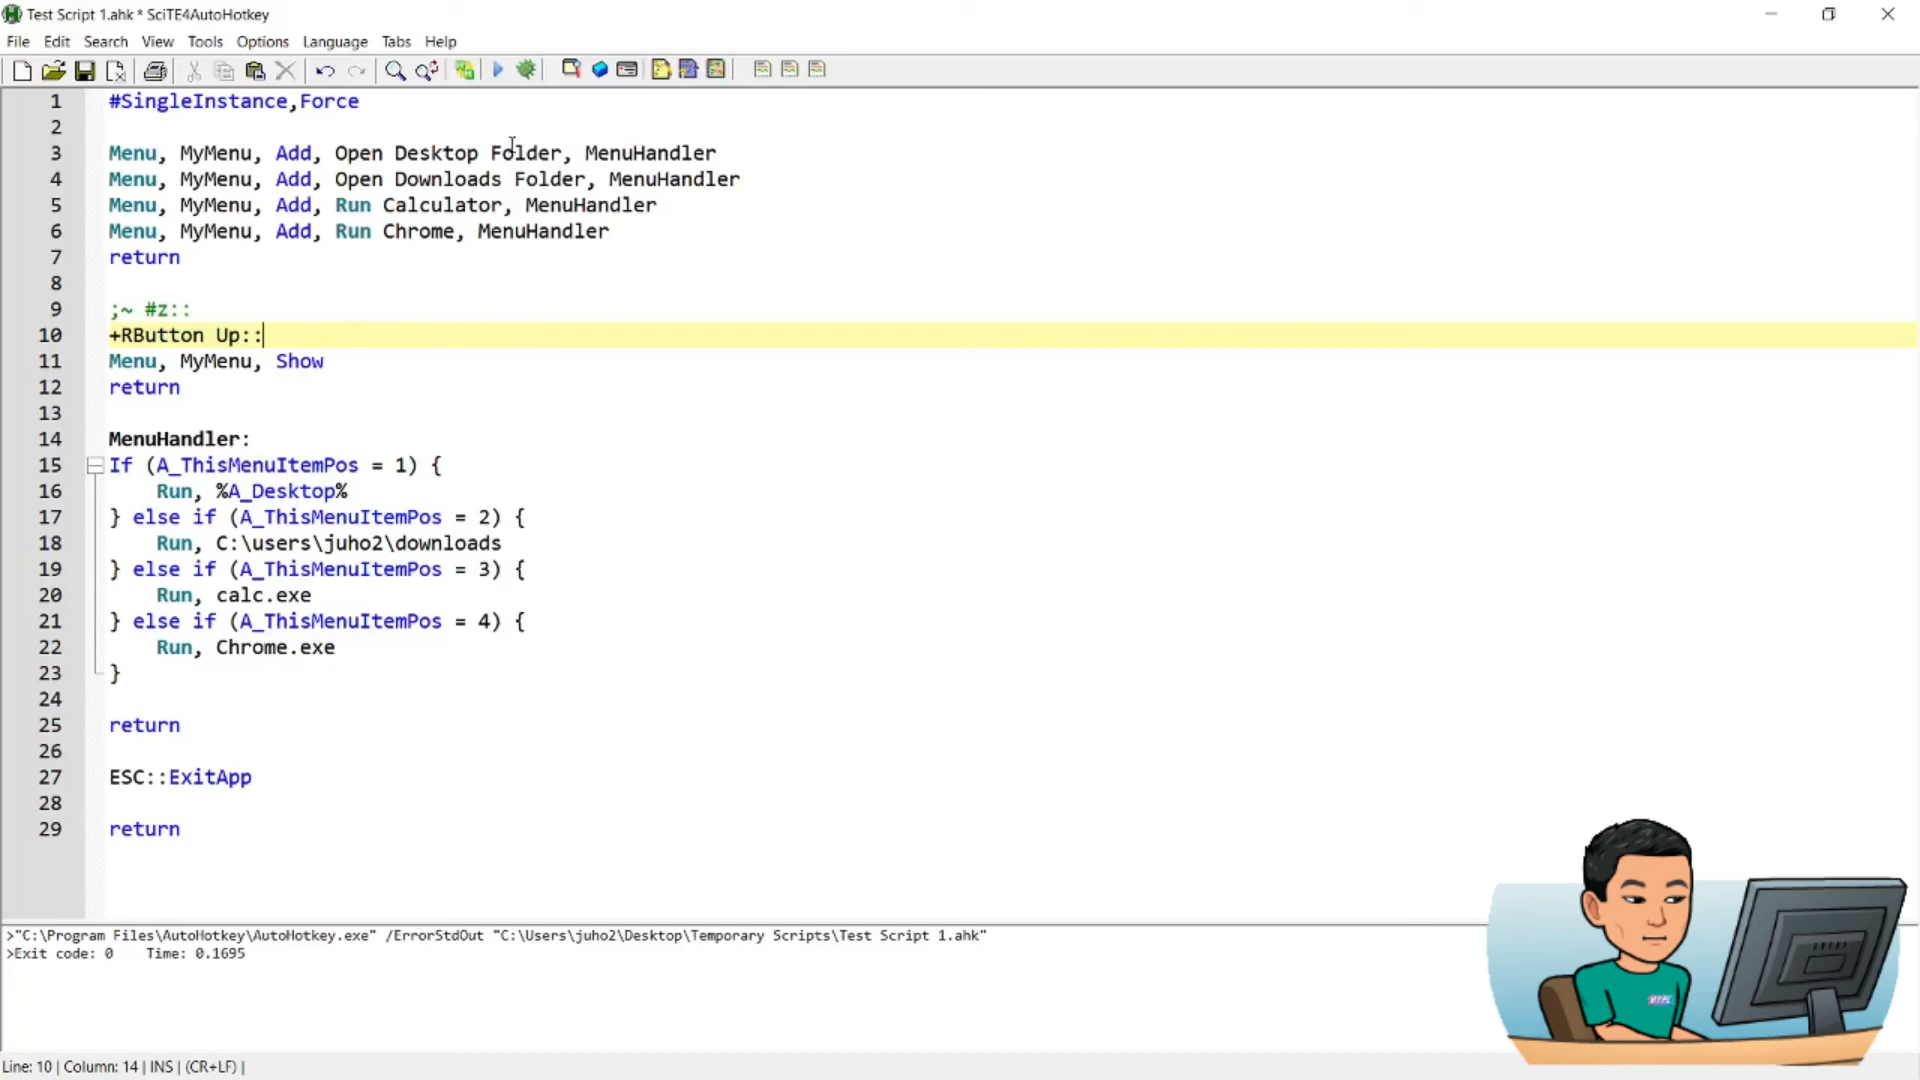 Test Script 1.ahk * SciTE4AutoHotkey
File Edit Search View Tools Options Language Tabs Help
1 #SingleInstance,Force
2
3 Menu, MyMenu, Add, Open Desktop Folder, MenuHandler
4 Menu, MyMenu, Add, Open Downloads Folder, MenuHandler
5 Menu, MyMenu, Add, Run Calculator, MenuHandler
6 Menu, MyMenu, Add, Run Chrome, MenuHandler
7 return
8
9 ;~ #z::
10 +RButton Up::
11 Menu, MyMenu, Show
12 return
13
14 MenuHandler:
15 If (A_ThisMenuItemPos = 1) {
16 Run, %A_Desktop%
17 } else if (A_ThisMenuItemPos = 2) {
18 Run, C:\users\juho2\downloads
19 } else if (A_ThisMenuItemPos = 3) {
20 Run, calc.exe
21 } else if (A_ThisMenuItemPos = 4) {
22 Run, Chrome.exe
23 }
24
25 return
26
27 ESC::ExitApp
28
29 return
>"C:\Program Files\AutoHotkey\AutoHotkey.exe" /ErrorStdOut "C:\Users\juho2\Desktop\Temporary Scripts\Test Script 1.ahk"
>Exit code: 0 Time: 0.1695
Line: 10 | Column: 14 | INS | (CR+LF) |